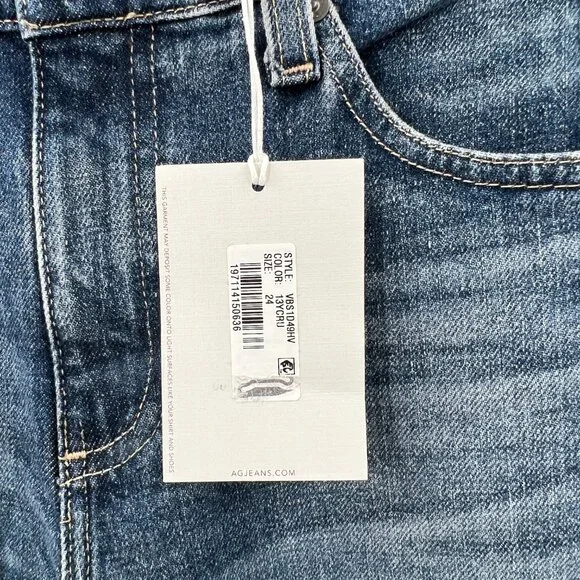 THIS GARMENT MAY DEPOSIT SOME COLOR ONTO LIGHT SURFACES LIKE YOUR SHIRT AND SHOES
STYLE: VBS1D49HV
COLOR: 13YCRU
SIZE: 24
197114150636
AGJEANS.COM